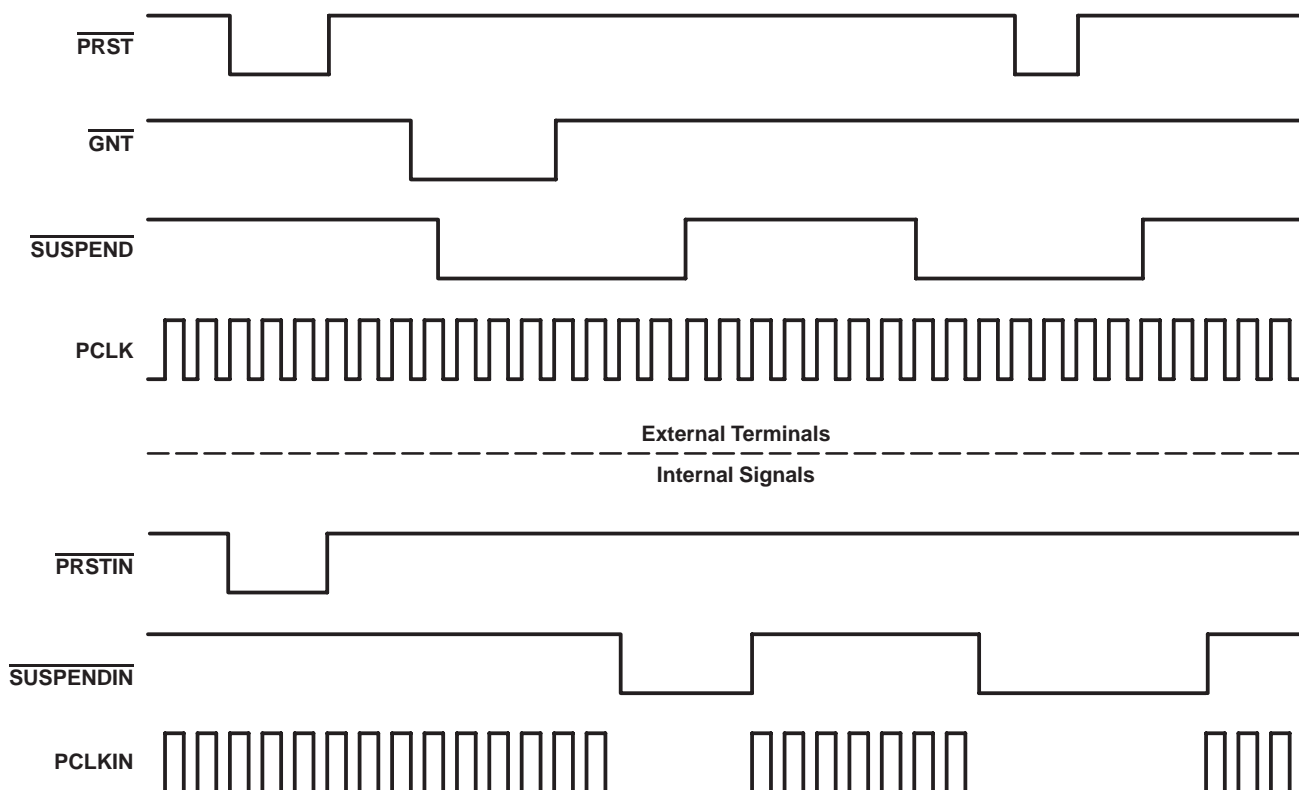 PRST
GNT
SUSPEND
PCLK
External Terminals
Internal Signals
PRSTIN
SUSPENDIN
PCLKIN